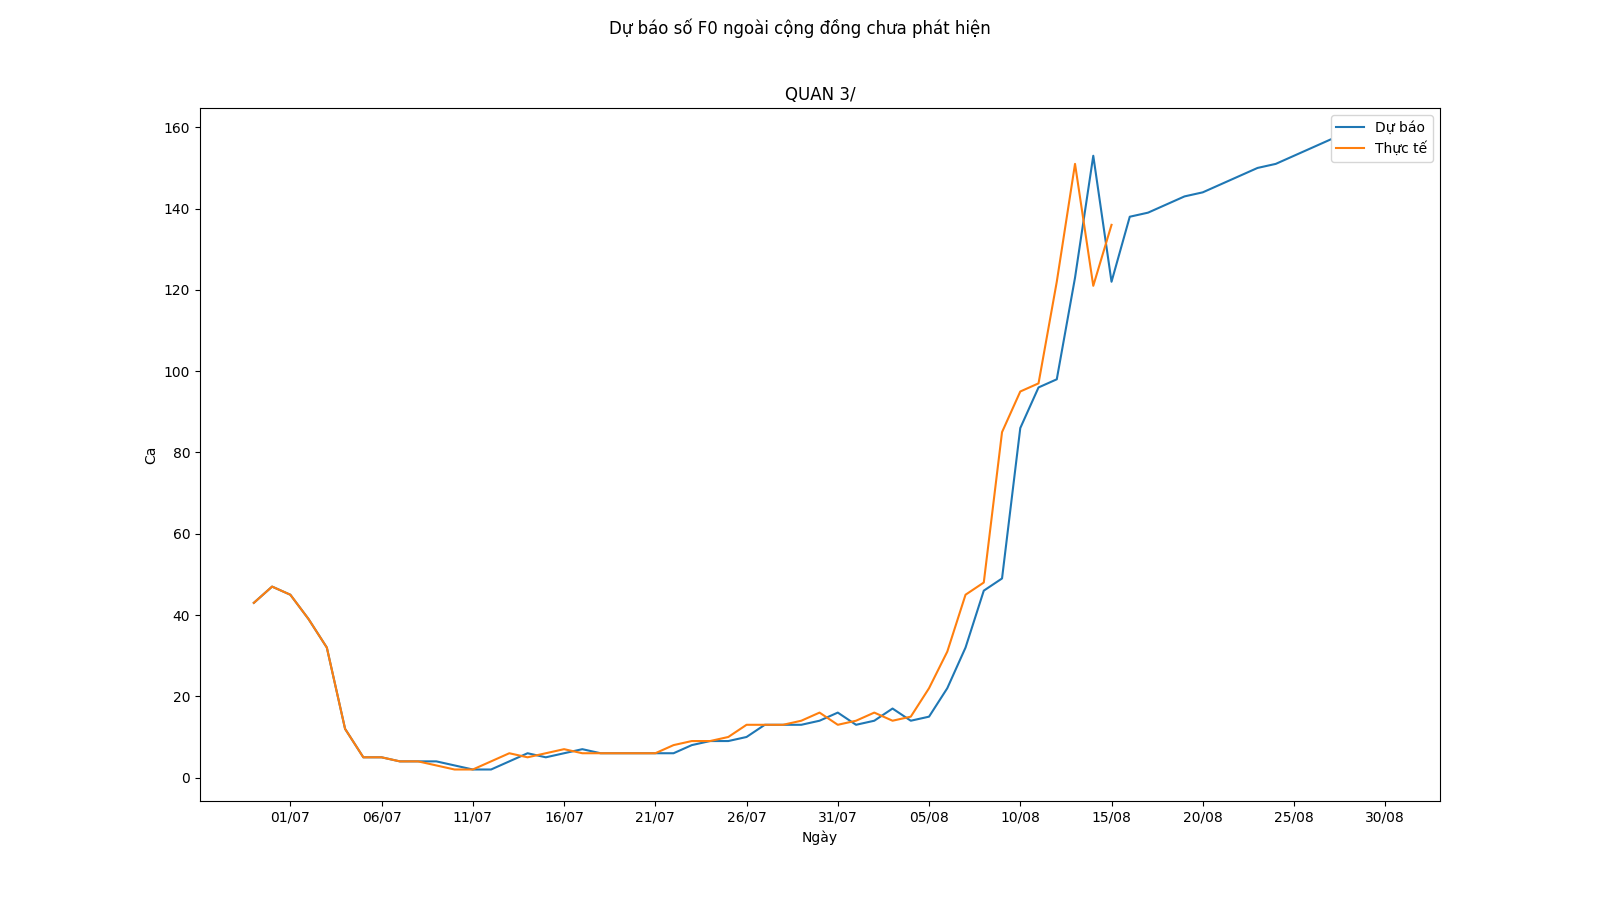 Dự báo số F0 ngoài cộng đồng chưa phát hiện
QUAN 3/
Dự báo
Thực tế
160
140
120
100
80
60
40
20
0
Ca
01/07 06/07 11/07 16/07 21/07 26/07 31/07 05/08 10/08 15/08 20/08 25/08 30/08
Ngày